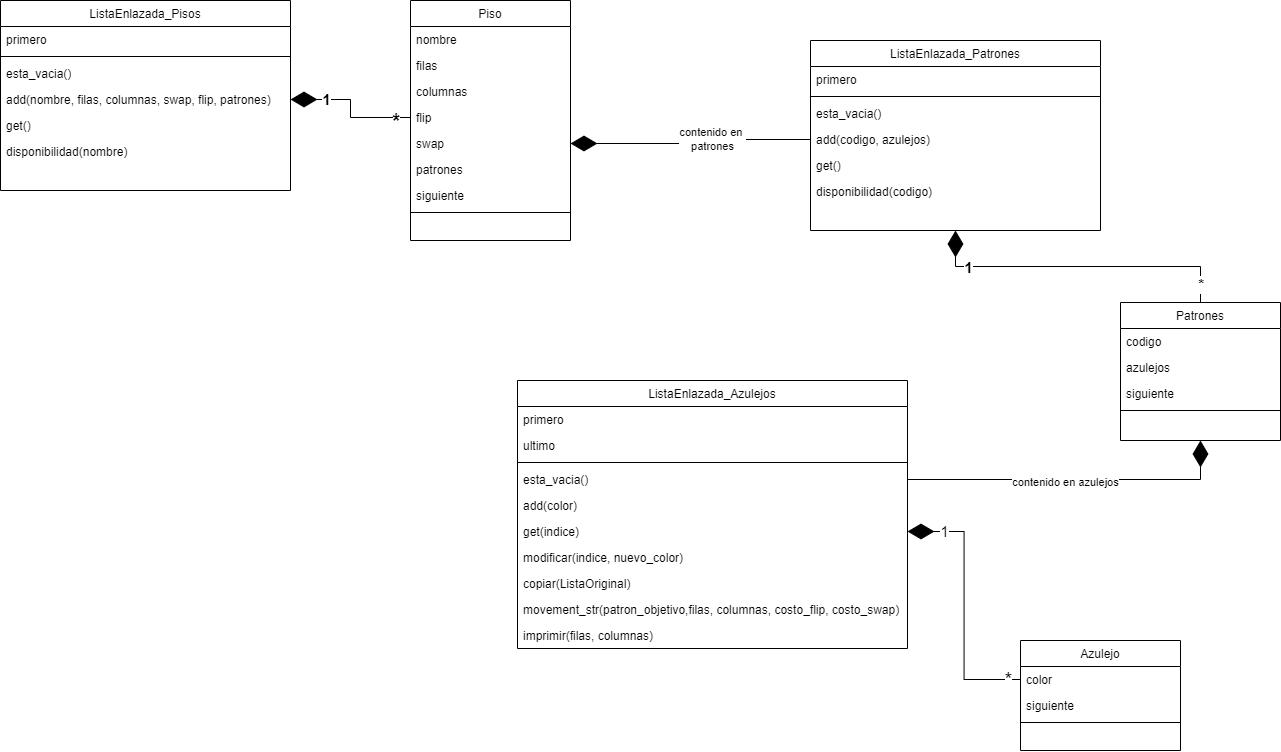 ListaEnlazada_Pisos
primero
esta_vacia()
add(nombre, filas, columnas, swap, flip, patrones)
get()
disponibilidad(nombre)
1
*
Piso
nombre
filas
columnas
flip
swap
patrones
siguiente
contenido en
patrones
ListaEnlazada_Patrones
primero
esta_vacia()
add(codigo, azulejos)
get()
disponibilidad(codigo)
1
*
Patrones
codigo
azulejos
siguiente
contenido en azulejos
ListaEnlazada_Azulejos
primero
ultimo
esta_vacia()
add(color)
get(indice)
modificar(indice, nuevo_color)
copiar(ListaOriginal)
movement_str(patron_objetivo,filas, columnas, costo_flip, costo_swap)
imprimir(filas, columnas)
1
*
Azulejo
color
siguiente